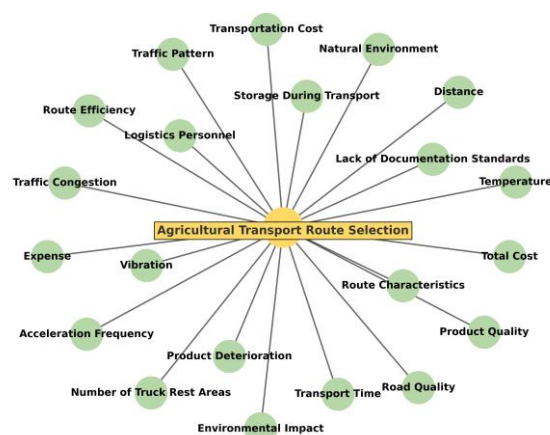 Transportation Cost
Traffic Pattern
Natural Environment
Storage During Transport
Distance
Route Efficiency
Logistics Personnel
Lack of Documentation Standards
Traffic Congestion
Temperature
Agricultural Transport Route Selection
Expense
Vibration
Total Cost
Route Characteristics
Acceleration Frequency
Product Quality
Product Deterioration
Number of Truck Rest Areas
Transport Time
Road Quality
Environmental Impact